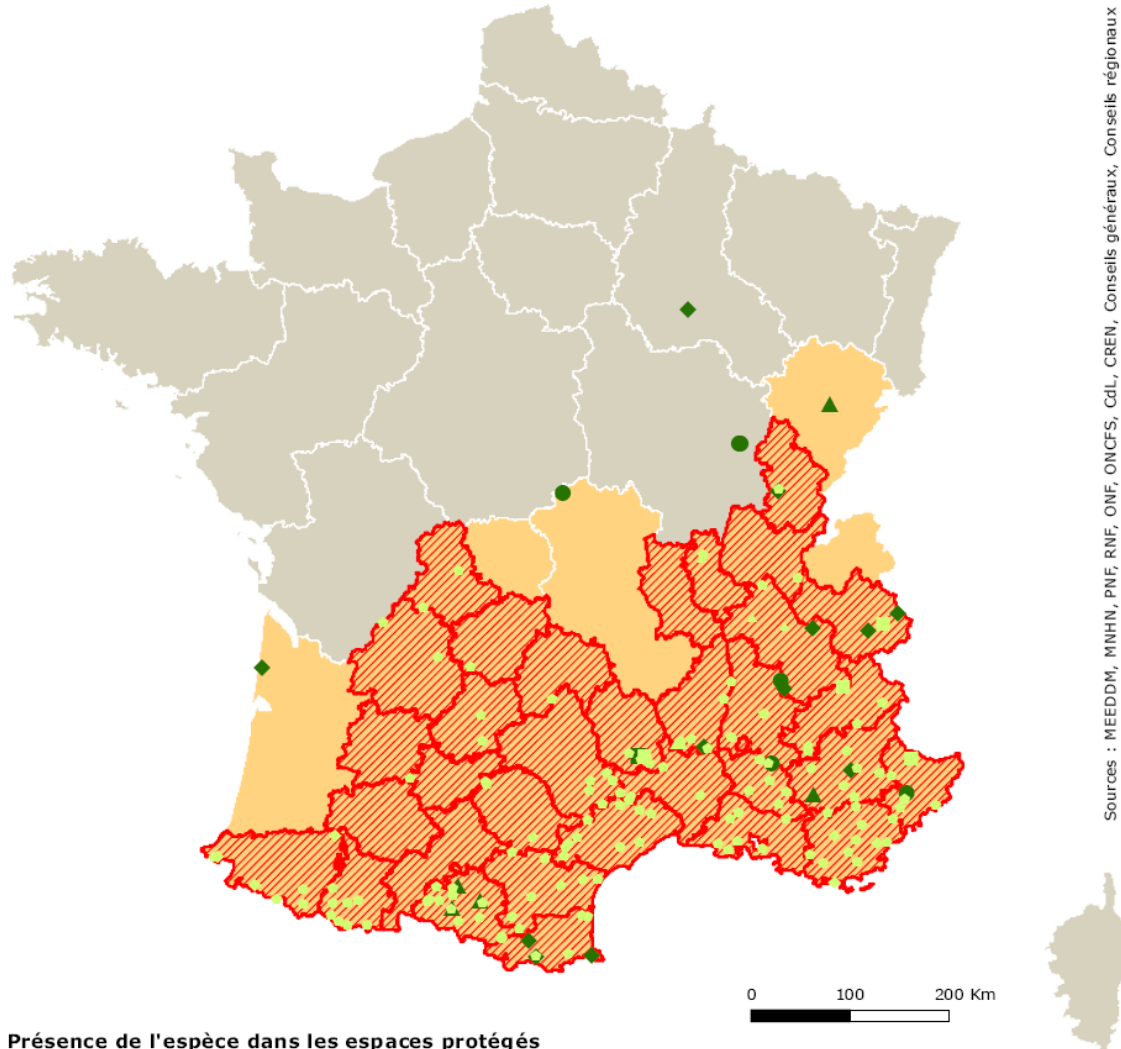 Sources : MEEDDM, MNHN, PNF, RNF, ONF, ONCFS, CdL, CREN, Conseils généraux, Conseils régionaux
0 100 200 Km
Présence de l'espèce dans les espaces protégés